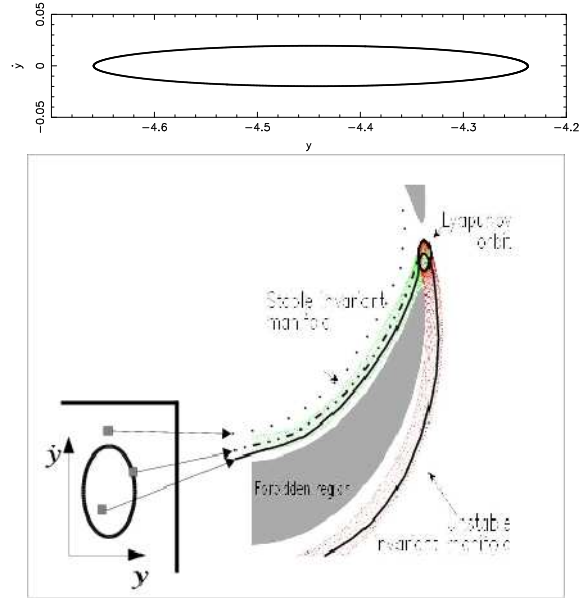 0.05
0
−0.05
ẏ
−4.6
−4.5
−4.4
−4.3
−4.2
y
Lyapunov
orbit
Stable invariant
manifold
Forbidden region
ẏ
y
Unstable
invariant manifold